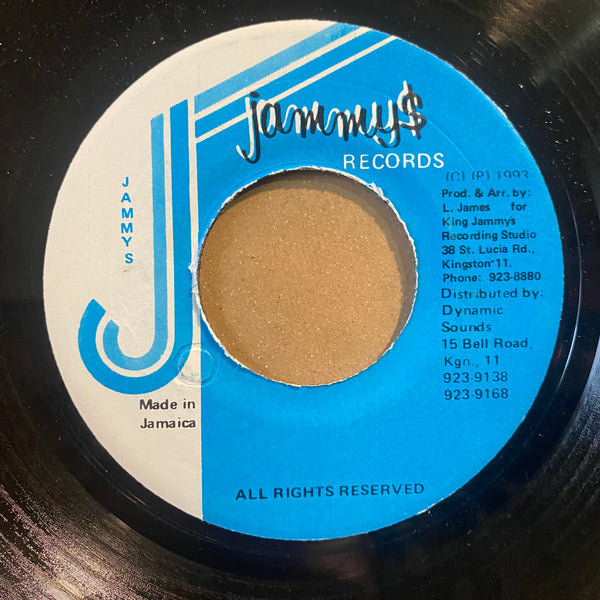 jammy$
RECORDS
JAMMYS
(C) (P) 1993
Prod. & Arr. by:
L. James for
King Jammy's
Recording Studio
38 St. Lucia Rd.,
Kingston 11.
Phone: 923-8880
Distributed by:
Dynamic
Sounds
15 Bell Road,
Kgn., 11
923-9138
923-9168
Made in
Jamaica
ALL RIGHTS RESERVED